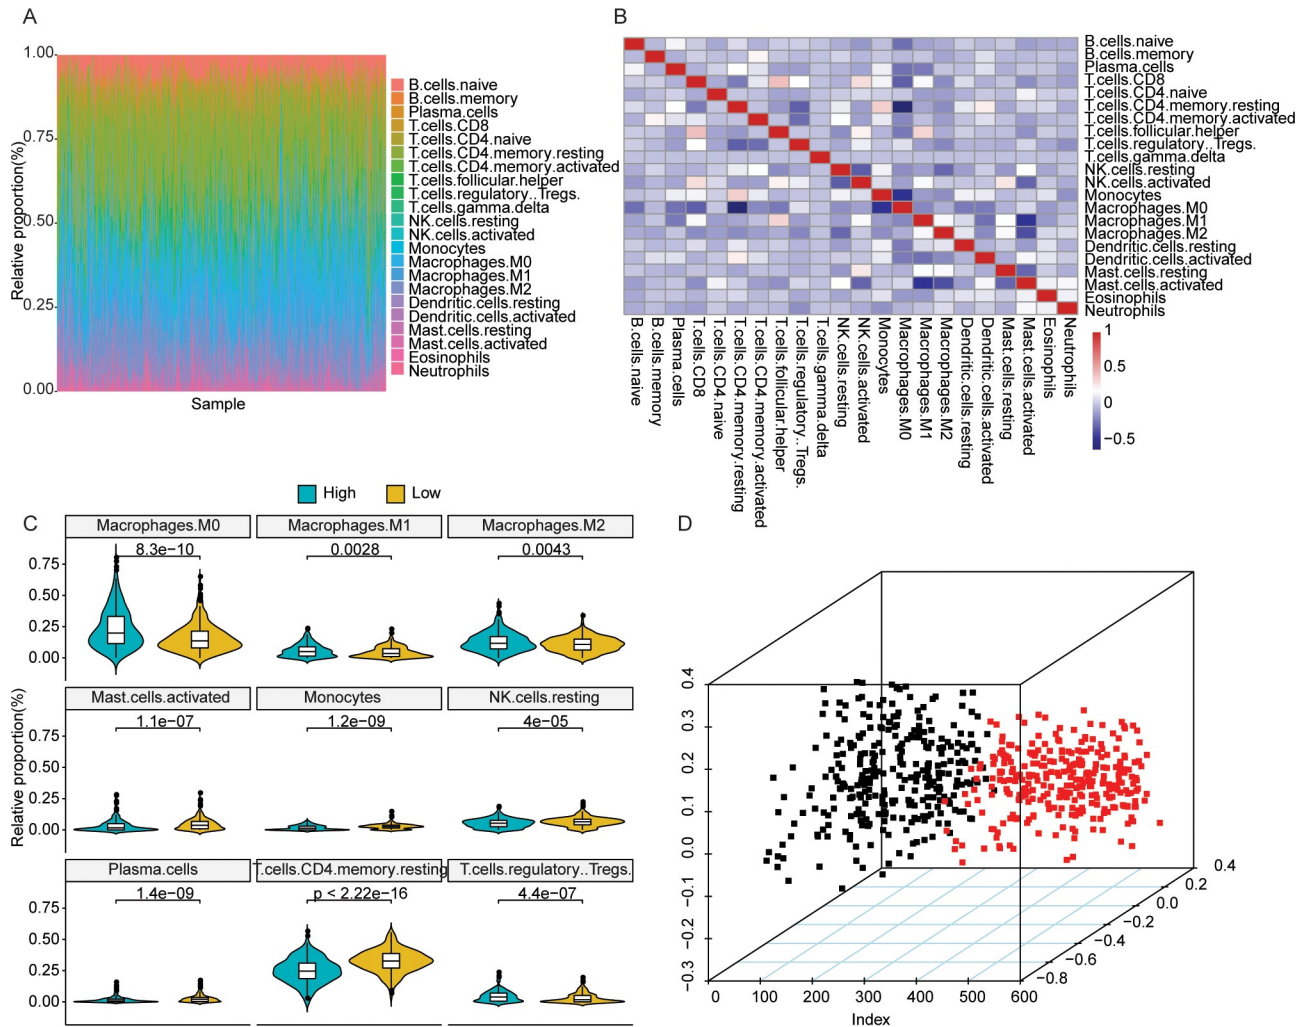 A
1.00
0.75
0.50
0.25
0.00
Relative proportion(%)
Sample
B.cells.naive
B.cells.memory
Plasma.cells
T.cells.CD8
T.cells.CD4.naive
T.cells.CD4.memory.resting
T.cells.CD4.memory.activated
T.cells.follicular.helper
T.cells.regulatory..Tregs.
T.cells.gamma.delta
NK.cells.resting
NK.cells.activated
Monocytes
Macrophages.M0
Macrophages.M1
Macrophages.M2
Dendritic.cells.resting
Dendritic.cells.activated
Mast.cells.resting
Mast.cells.activated
Eosinophils
Neutrophils
B
B.cells.naive
B.cells.memory
Plasma.cells
T.cells.CD8
T.cells.CD4.naive
T.cells.CD4.memory.resting
T.cells.CD4.memory.activated
T.cells.follicular.helper
T.cells.regulatory..Tregs.
T.cells.gamma.delta
NK.cells.resting
NK.cells.activated
Monocytes
Macrophages.M0
Macrophages.M1
Macrophages.M2
Dendritic.cells.resting
Dendritic.cells.activated
Mast.cells.resting
Mast.cells.activated
Eosinophils
Neutrophils
B.cells.naive
B.cells.memory
Plasma.cells
T.cells.CD8
T.cells.CD4.naive
T.cells.CD4.memory.resting
T.cells.CD4.memory.activated
T.cells.follicular.helper
T.cells.regulatory..Tregs.
T.cells.gamma.delta
NK.cells.resting
NK.cells.activated
Monocytes
Macrophages.M0
Macrophages.M1
Macrophages.M2
Dendritic.cells.resting
Dendritic.cells.activated
Mast.cells.resting
Mast.cells.activated
Eosinophils
Neutrophils
1
0.5
0
−0.5
C
High Low
Relative proportion(%)
Macrophages.M0 Macrophages.M1 Macrophages.M2
8.3e−10 0.0028 0.0043
0.75
0.50
0.25
0.00
Mast.cells.activated Monocytes NK.cells.resting
1.1e−07 1.2e−09 4e−05
0.75
0.50
0.25
0.00
Plasma.cells T.cells.CD4.memory.resting T.cells.regulatory..Tregs.
1.4e−09 p < 2.22e−16 4.4e−07
0.75
0.50
0.25
0.00
D
0.4
0.3
0.2
0.1
0.0
−0.1
−0.2
−0.3
0 100 200 300 400 500 600
Index
0.4
0.2
0.0
−0.2
−0.4
−0.6
−0.8